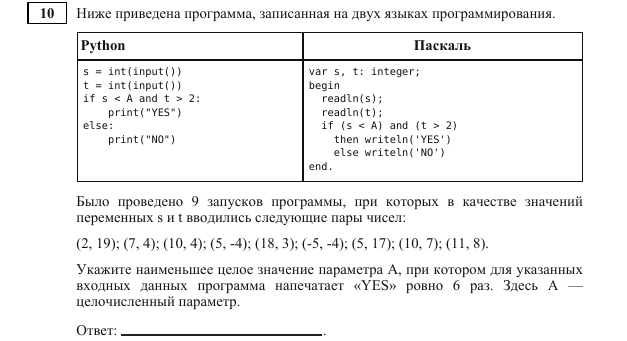 10 Ниже приведена программа, записанная на двух языках программирования.
Python
Паскаль
s = int(input())
t = int(input())
if s < A and t > 2:
    print("YES")
else:
    print("NO")
var s, t: integer;
begin
  readln(s);
  readln(t);
  if (s < A) and (t > 2)
    then writeln('YES')
    else writeln('NO')
end.
Было проведено 9 запусков программы, при которых в качестве значений
переменных s и t вводились следующие пары чисел:
(2, 19); (7, 4); (10, 4); (5, -4); (18, 3); (-5, -4); (5, 17); (10, 7); (11, 8).
Укажите наименьшее целое значение параметра А, при котором для указанных
входных данных программа напечатает «YES» ровно 6 раз. Здесь А —
целочисленный параметр.
Ответ: ____________________.